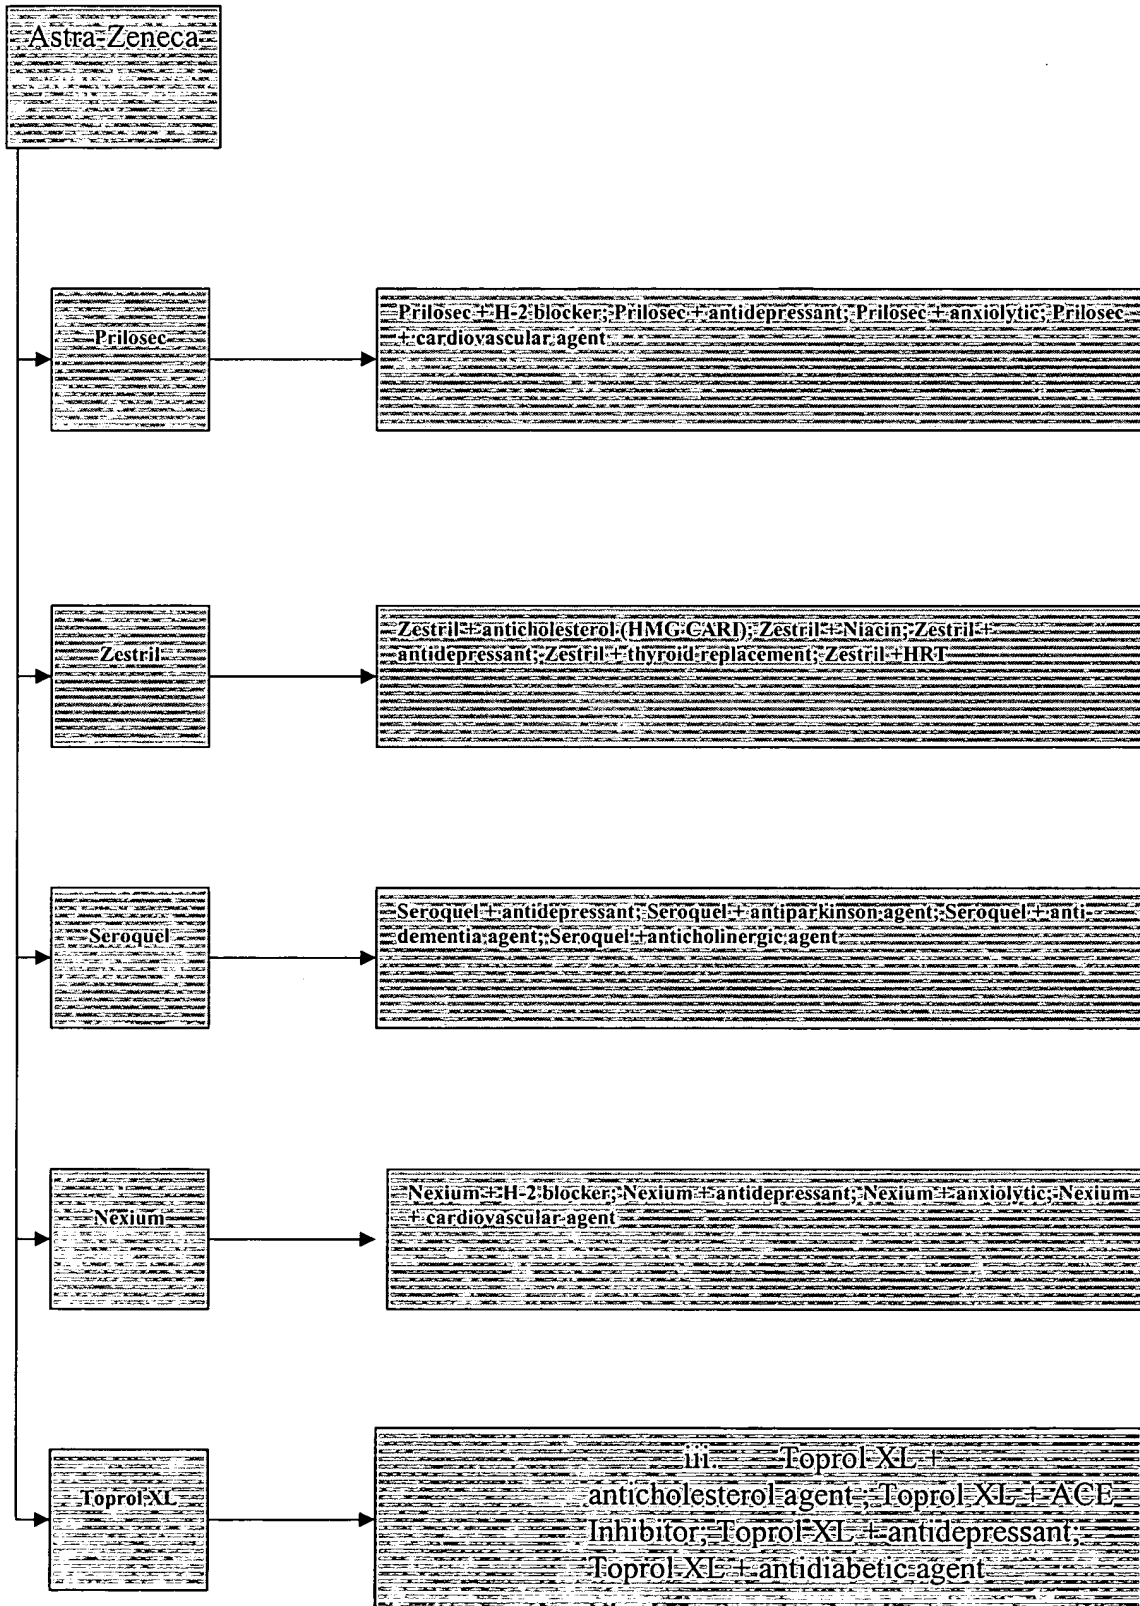 Astra-Zeneca
Prilosec
Prilosec + H-2 blocker; Prilosec + antidepressant; Prilosec + anxiolytic; Prilosec
+ cardiovascular agent
Zestril
Zestril + anticholesterol (HMG CARI); Zestril + Niacin; Zestril +
antidepressant; Zestril + thyroid replacement; Zestril +HRT
Seroquel
Seroquel + antidepressant; Seroquel + antiparkinson agent; Seroquel + anti-
dementia agent; Seroquel +anticholinergic agent
Nexium
Nexium + H-2 blocker; Nexium + antidepressant; Nexium + anxiolytic; Nexium
+ cardiovascular agent
Toprol XL
iii. Toprol XL +
anticholesterol agent ; Toprol XL + ACE
Inhibitor; Toprol XL + antidepressant;
Toprol XL + antidiabetic agent